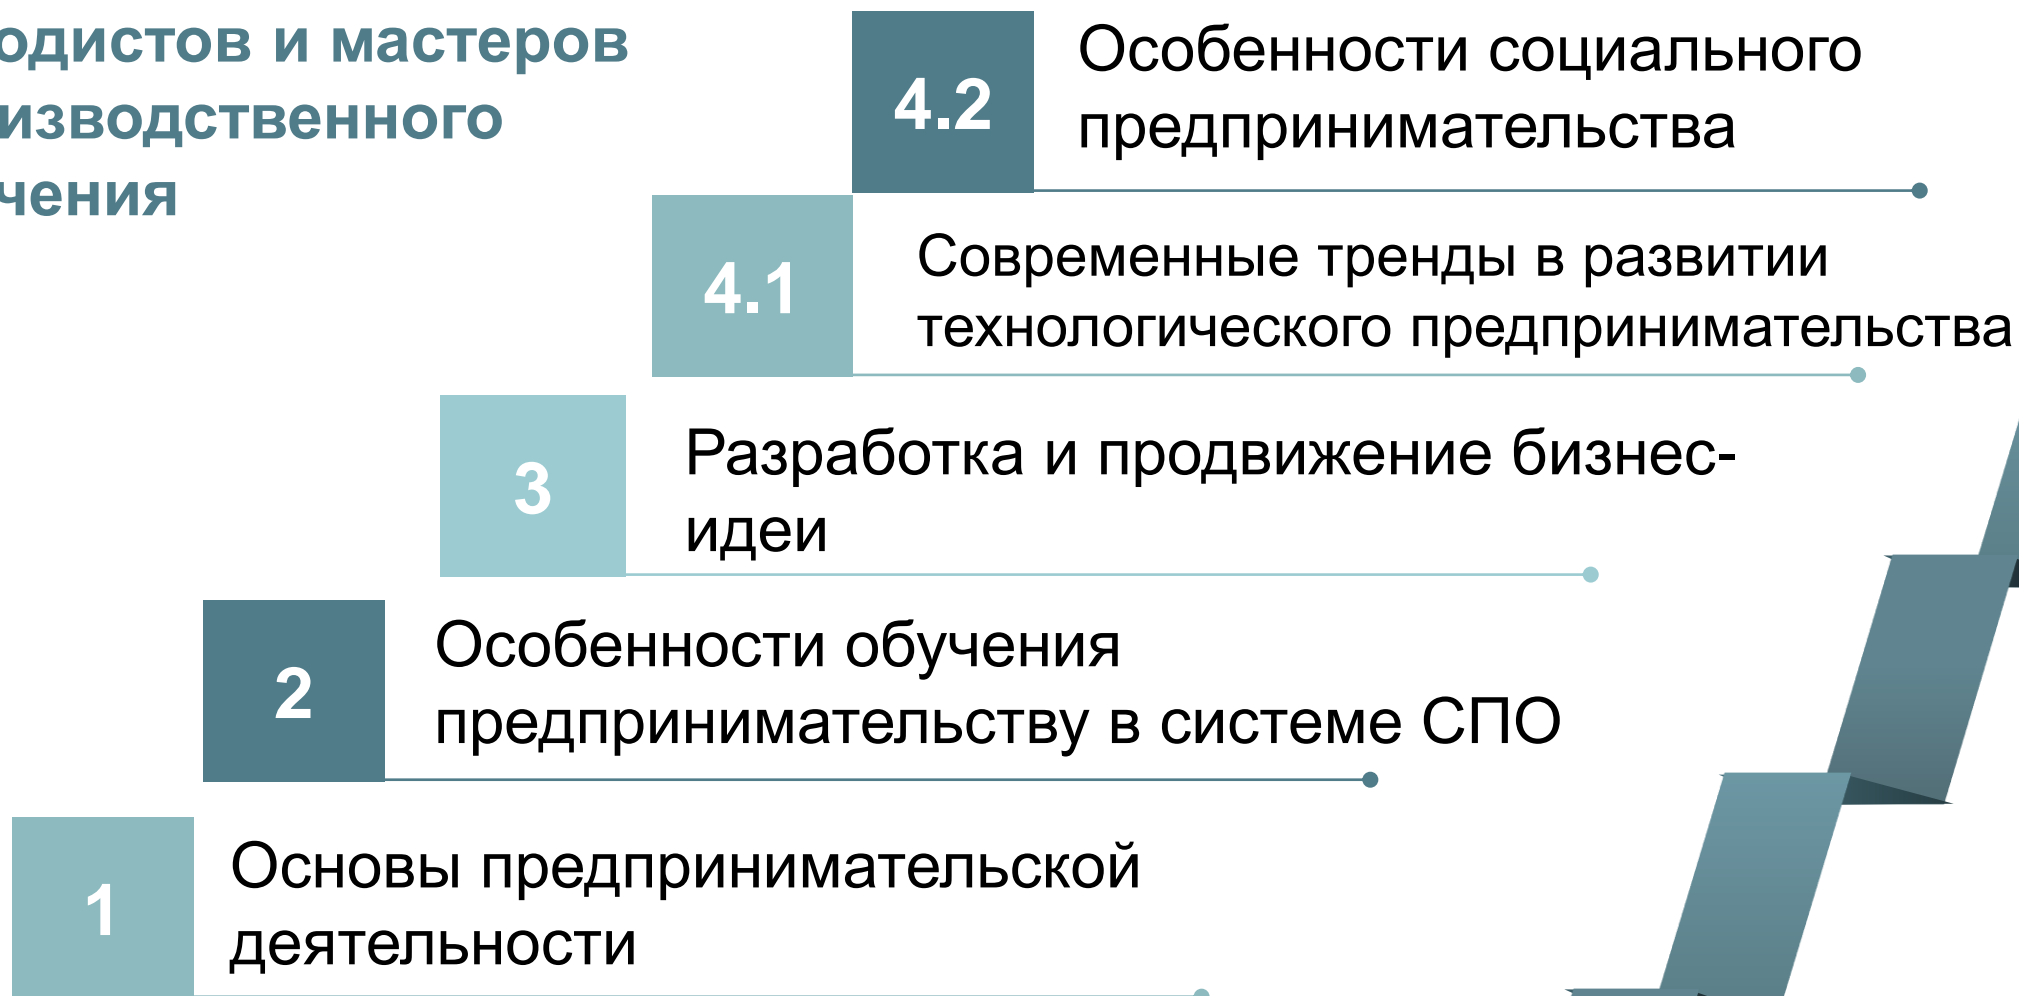 одистов и мастеров
изводственного
чения
4.2
Особенности социального
предпринимательства
4.1
Современные тренды в развитии
технологического предпринимательства
3
Разработка и продвижение бизнес-
идеи
2
Особенности обучения
предпринимательству в системе СПО
1
Основы предпринимательской
деятельности